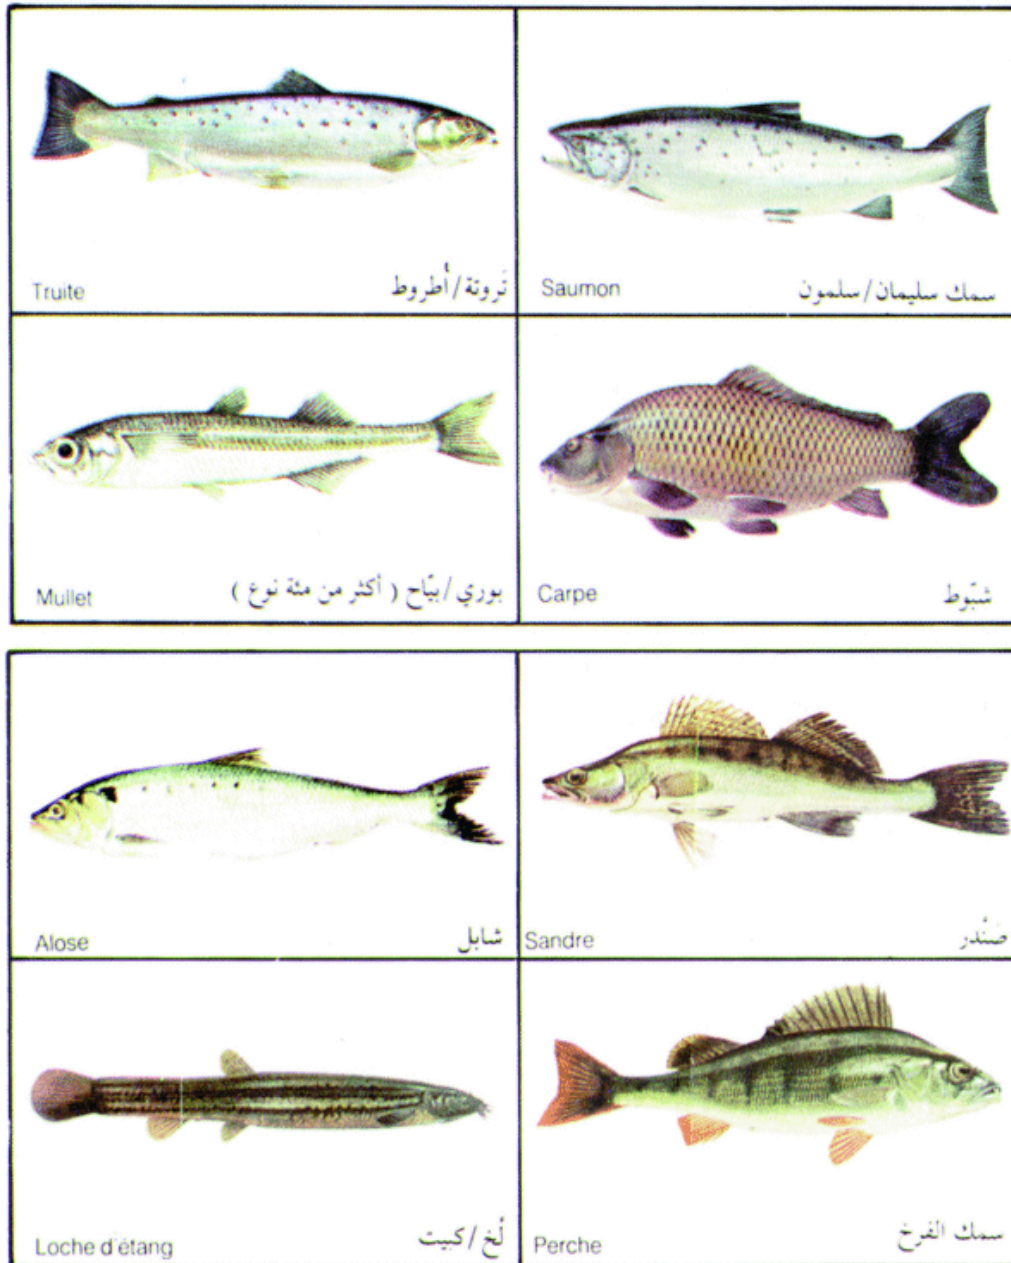 Truite تَروتة/أُطروط
Saumon سمك سليمان/سلمون
Mullet بوري/بيّاح ( أكثر من مئة نوع )
Carpe شبّوط
Alose شابل
Sandre صَنْدر
Loche d'étang لُخ/كبيت
Perche سمك الفرخ